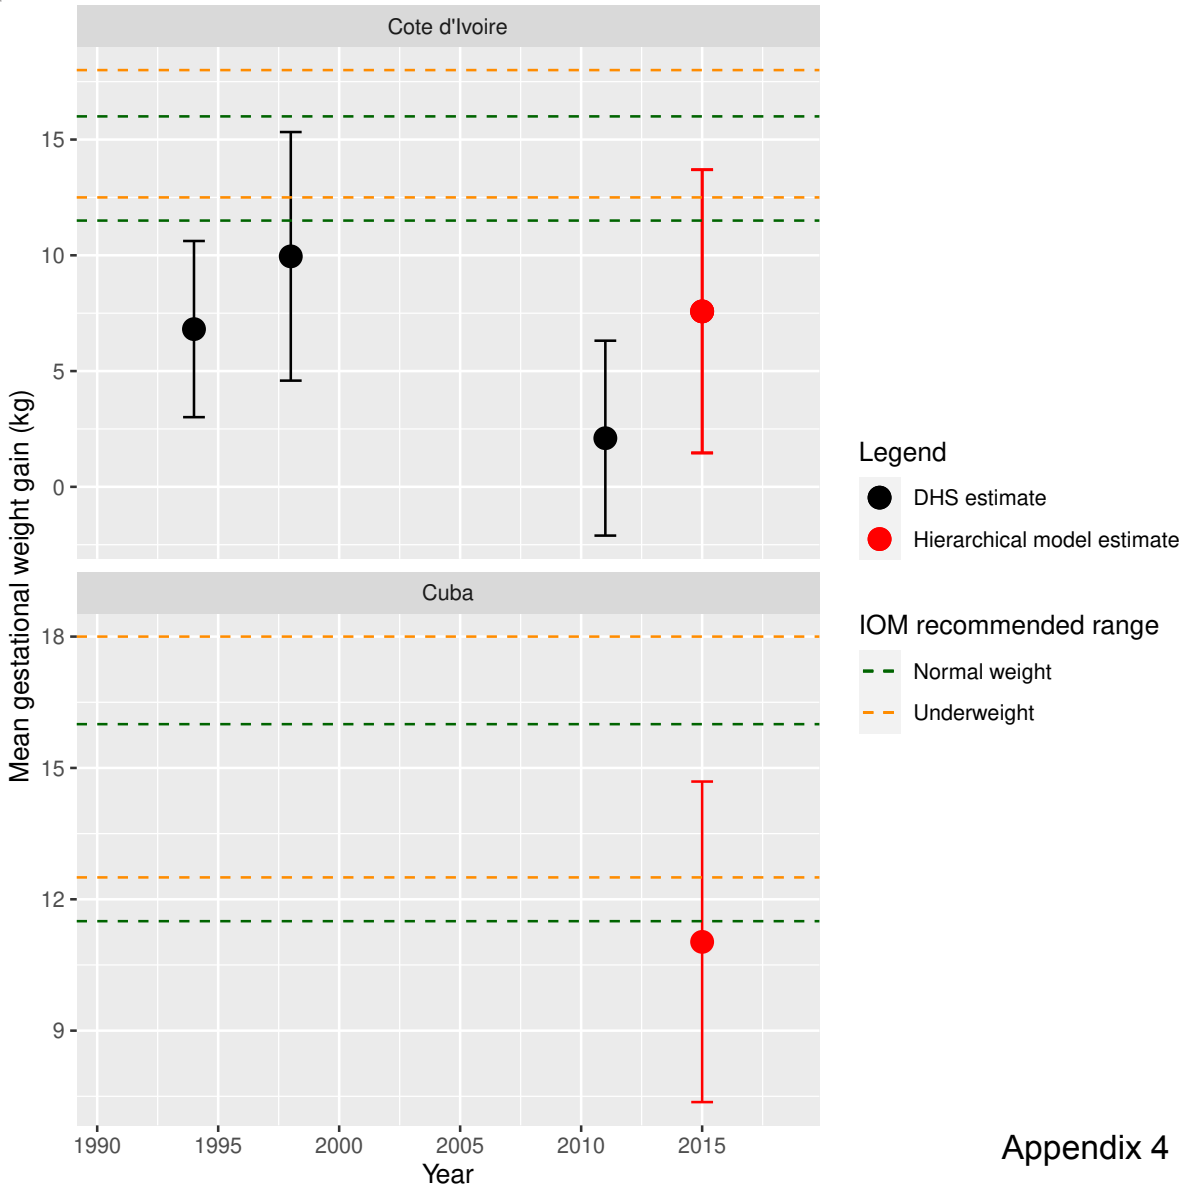 Cote d'Ivoire
15
10
5
0
Mean gestational weight gain (kg)
Cuba
18
15
12
9
1990 1995 2000 2005 2010 2015
Year
Legend
DHS estimate
Hierarchical model estimate
IOM recommended range
Normal weight
Underweight
Appendix 4